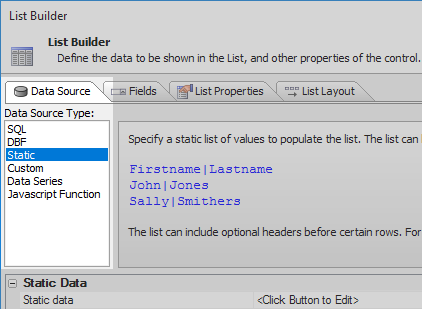 List Builder
List Builder
Define the data to be shown in the List, and other properties of the control.
Data Source Fields List Properties List Layout
Data Source Type:
SQL
DBF
Static
Custom
Data Series
Javascript Function
Specify a static list of values to populate the list. The list can
Firstname|Lastname
John|Jones
Sally|Smithers
The list can include optional headers before certain rows. For
Static Data
Static data <Click Button to Edit>